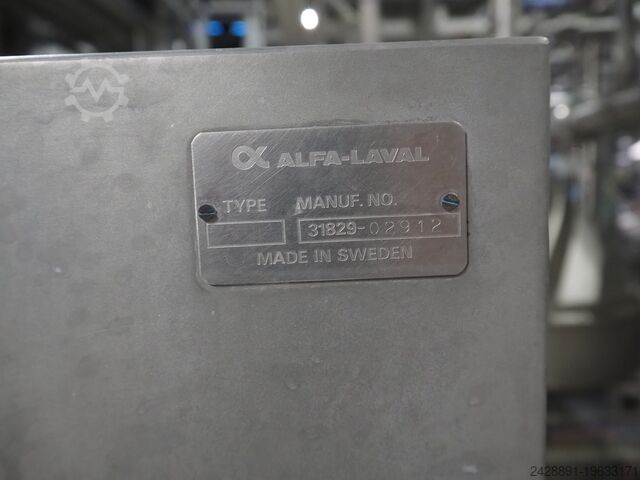 ALFA-LAVAL
TYPE MANUF. NO.
31829-02912
MADE IN SWEDEN
2428891-19633171